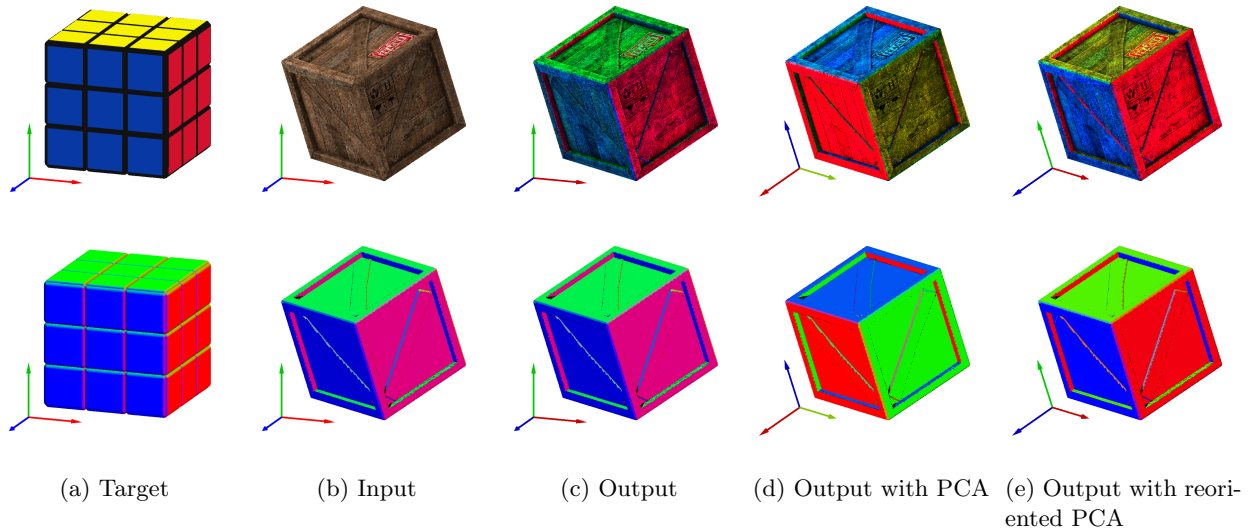 (a) Target
(b) Input
(c) Output
(d) Output with PCA
(e) Output with reori-
ented PCA